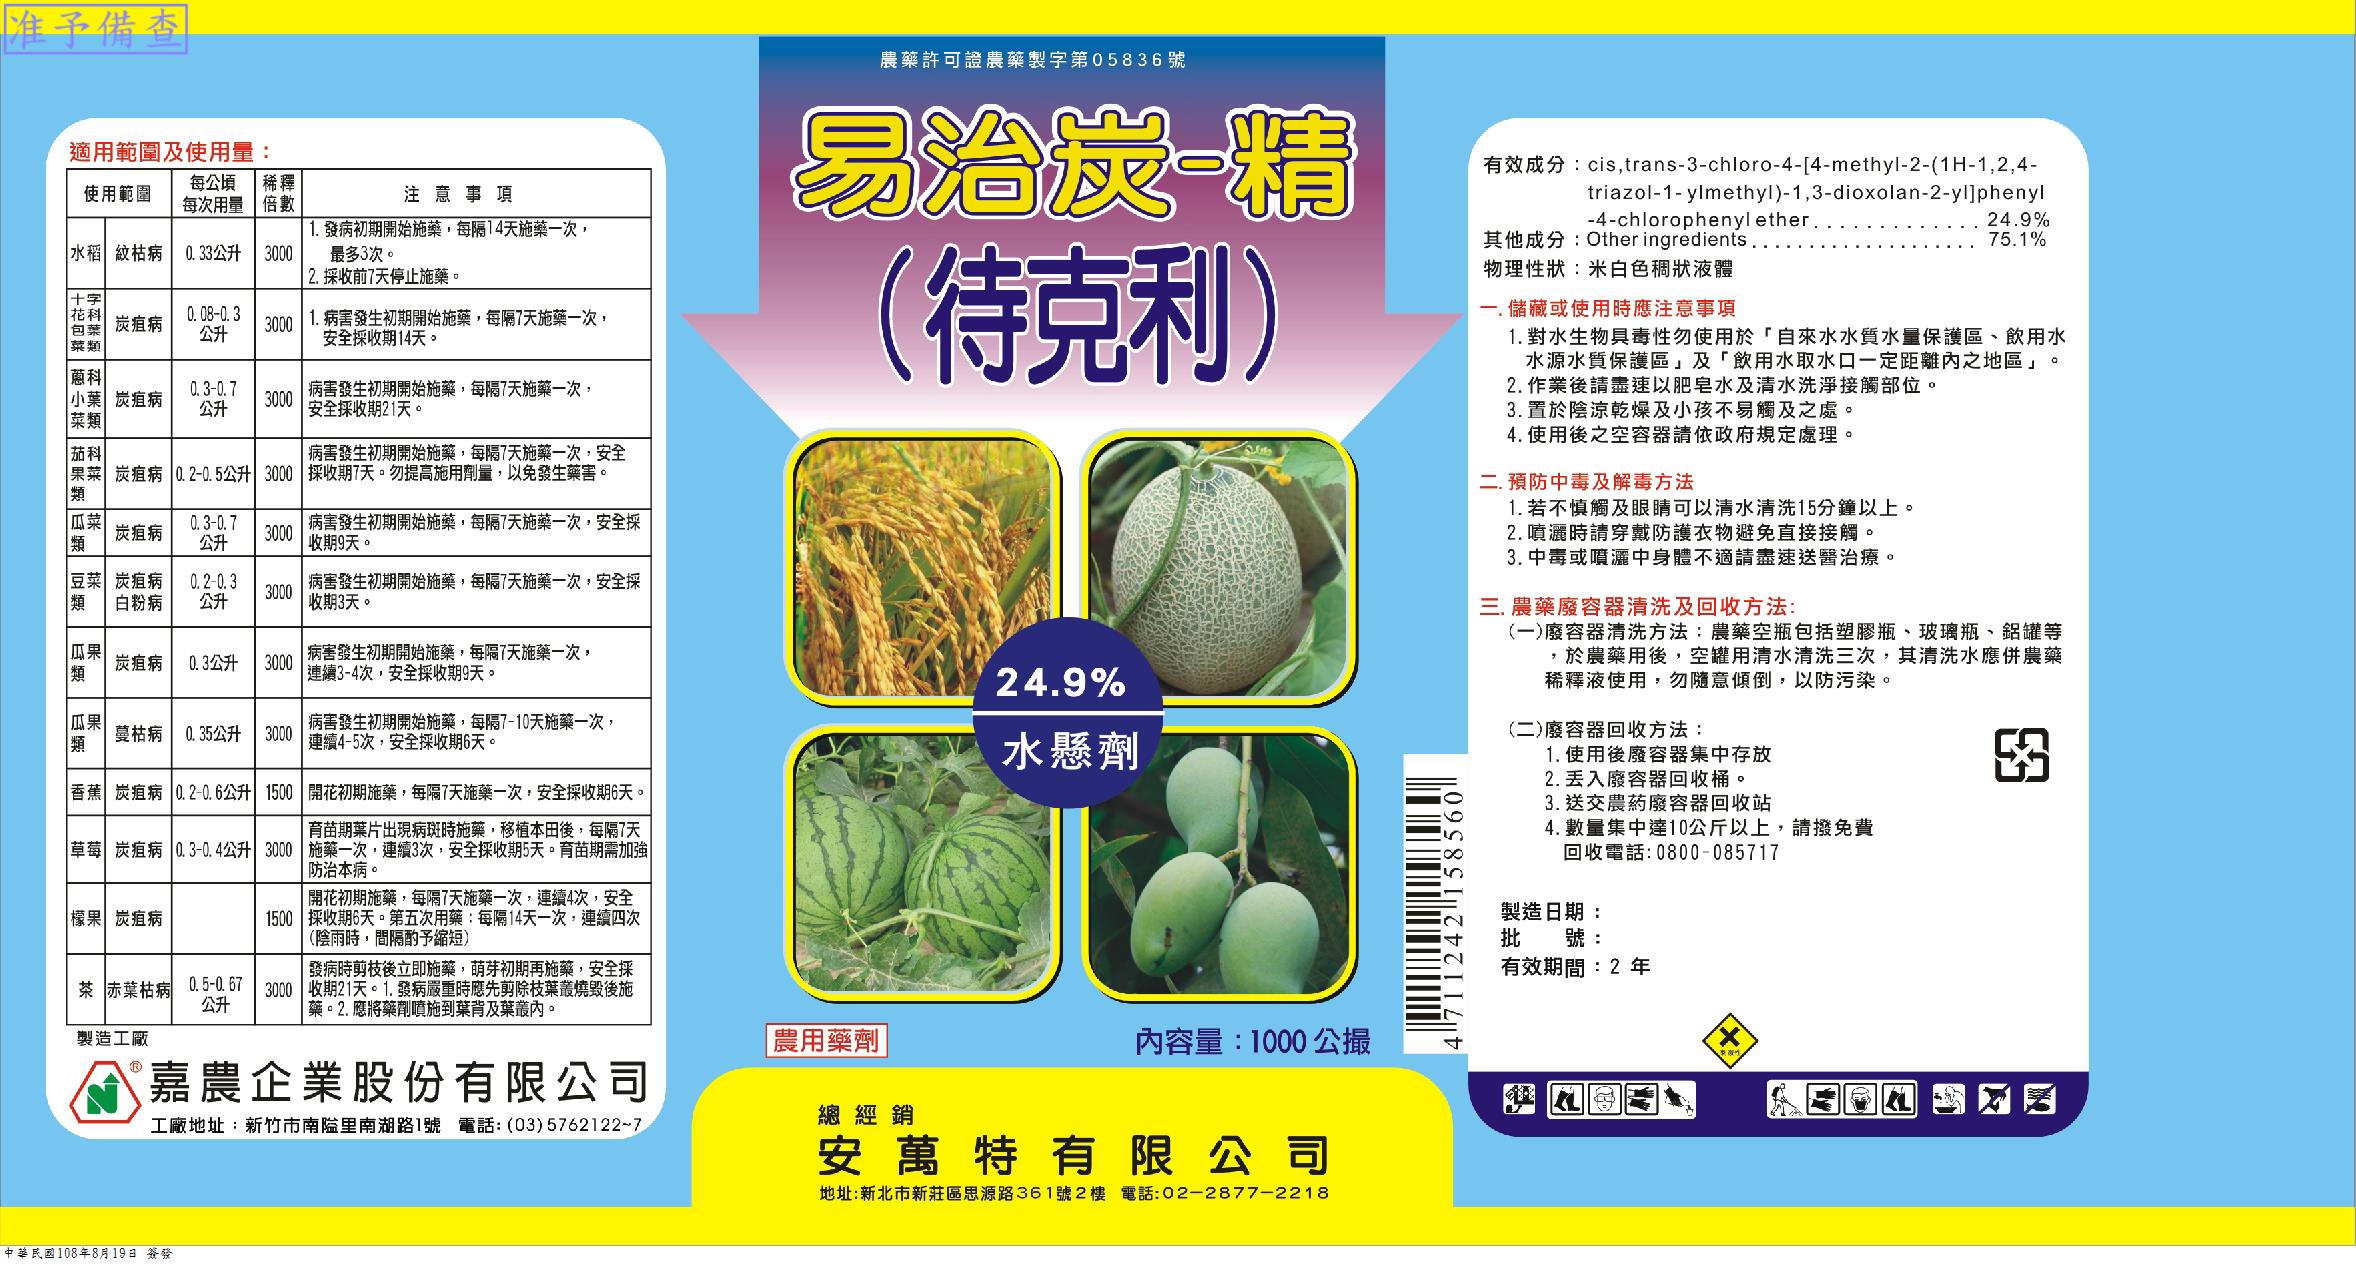 准予備查
適用範圍及使用量：
使用範圍 每公頃每次用量 稀釋倍數 注意事項
水稻 紋枯病 0.33公升 3000 1. 發病初期開始施藥，每隔14天施藥一次，
最多3次。
2. 採收前7天停止施藥。
十字花科包葉菜類 炭疽病 0.08-0.3公升 3000 1. 病害發生初期開始施藥，每隔7天施藥一次，
安全採收期14天。
蔥科小葉菜類 炭疽病 0.3-0.7公升 3000 病害發生初期開始施藥，每隔7天施藥一次，
安全採收期21天。
茄科果菜類 炭疽病 0.2-0.5公升 3000 病害發生初期開始施藥，每隔7天施藥一次，安全
採收期7天。勿提高施用劑量，以免發生藥害。
瓜菜類 炭疽病 0.3-0.7公升 3000 病害發生初期開始施藥，每隔7天施藥一次，安全採
收期9天。
豆菜類 炭疽病白粉病 0.2-0.3公升 3000 病害發生初期開始施藥，每隔7天施藥一次，安全採
收期3天。
瓜果類 炭疽病 0.3公升 3000 病害發生初期開始施藥，每隔7天施藥一次，
連續3-4次，安全採收期9天。
瓜果類 蔓枯病 0.35公升 3000 病害發生初期開始施藥，每隔7-10天施藥一次，
連續4-5次，安全採收期6天。
香蕉 炭疽病 0.2-0.6公升 1500 開花初期施藥，每隔7天施藥一次，安全採收期6天。
草莓 炭疽病 0.3-0.4公升 3000 育苗期葉片出現病斑時施藥，移植本田後，每隔7天
施藥一次，連續3次，安全採收期5天。育苗期需加強
防治本病。
檬果 炭疽病 1500 開花初期施藥，每隔7天施藥一次，連續4次，安全
採收期6天。第五次用藥：每隔14天一次，連續四次
(陰雨時，間隔酌予縮短)
茶 赤葉枯病 0.5-0.67公升 3000 發病時剪枝後立即施藥，萌芽初期再施藥，安全採
收期21天。1. 發病嚴重時應先剪除枝葉叢燒毀後施
藥。2. 應將藥劑噴施到葉背及葉叢內。
製造工廠
® 嘉農企業股份有限公司
工廠地址：新竹市南隘里南湖路1號 電話:(03)5762122~7
農藥許可證農藥製字第05836號
易治炭-精
(待克利)
24.9%
水懸劑
農用藥劑 內容量：1000公撮
總經銷
安萬特有限公司
地址:新北市新莊區思源路361號2樓 電話:02-2877-2218
有效成分：cis,trans-3-chloro-4-[4-methyl-2-(1H-1,2,4-
triazol-1- ylmethyl)-1,3-dioxolan-2-yl]phenyl
-4-chlorophenyl ether . . . . . . . . . . . . . 24.9%
其他成分：Other ingredients . . . . . . . . . . . . . . . . . . . . 75.1%
物理性狀：米白色稠狀液體
一.儲藏或使用時應注意事項
1.對水生物具毒性勿使用於「自來水水質水量保護區、飲用水
水源水質保護區」及「飲用水取水口一定距離內之地區」。
2.作業後請盡速以肥皂水及清水洗淨接觸部位。
3.置於陰涼乾燥及小孩不易觸及之處。
4.使用後之空容器請依政府規定處理。
二.預防中毒及解毒方法
1.若不慎觸及眼睛可以清水清洗15分鐘以上。
2.噴灑時請穿戴防護衣物避免直接接觸。
3.中毒或噴灑中身體不適請盡速送醫治療。
三.農藥廢容器清洗及回收方法:
(一)廢容器清洗方法：農藥空瓶包括塑膠瓶、玻璃瓶、鋁罐等
，於農藥用後，空罐用清水清洗三次，其清洗水應併農藥
稀釋液使用，勿隨意傾倒，以防污染。
(二)廢容器回收方法：
1.使用後廢容器集中存放
2.丟入廢容器回收桶。
3.送交農葯廢容器回收站
4.數量集中達10公斤以上，請撥免費
回收電話:0800-085717
製造日期：
批　　號：
有效期間：2 年
4711242158560
刺激性
中華民國108年8月19日 簽發